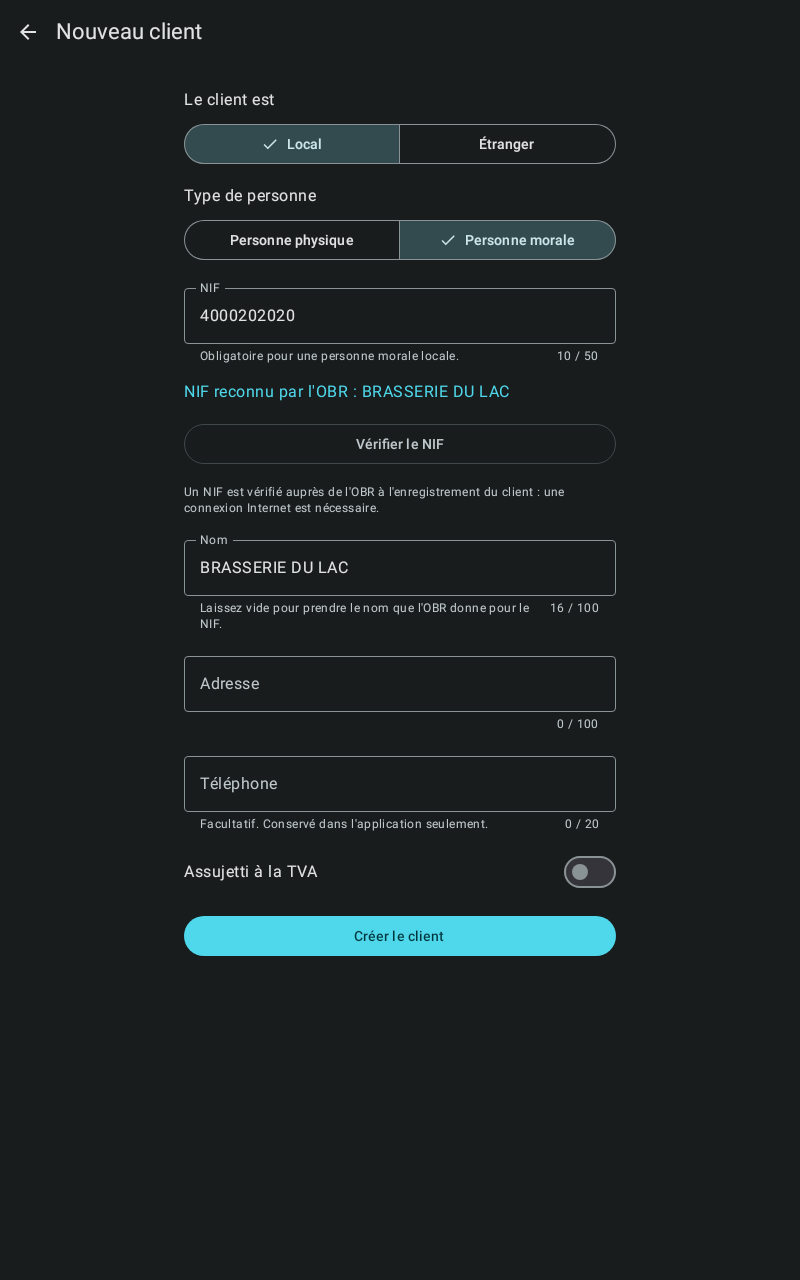 Nouveau client
Le client est
Local
Étranger
Type de personne
Personne physique
Personne morale
NIF
4000202020
Obligatoire pour une personne morale locale.
10 / 50
NIF reconnu par l'OBR : BRASSERIE DU LAC
Vérifier le NIF
Un NIF est vérifié auprès de l'OBR à l'enregistrement du client : une
connexion Internet est nécessaire.
Nom
BRASSERIE DU LAC
Laissez vide pour prendre le nom que l'OBR donne pour le
NIF.
16 / 100
Adresse
0 / 100
Téléphone
Facultatif. Conservé dans l'application seulement.
0 / 20
Assujetti à la TVA
Créer le client